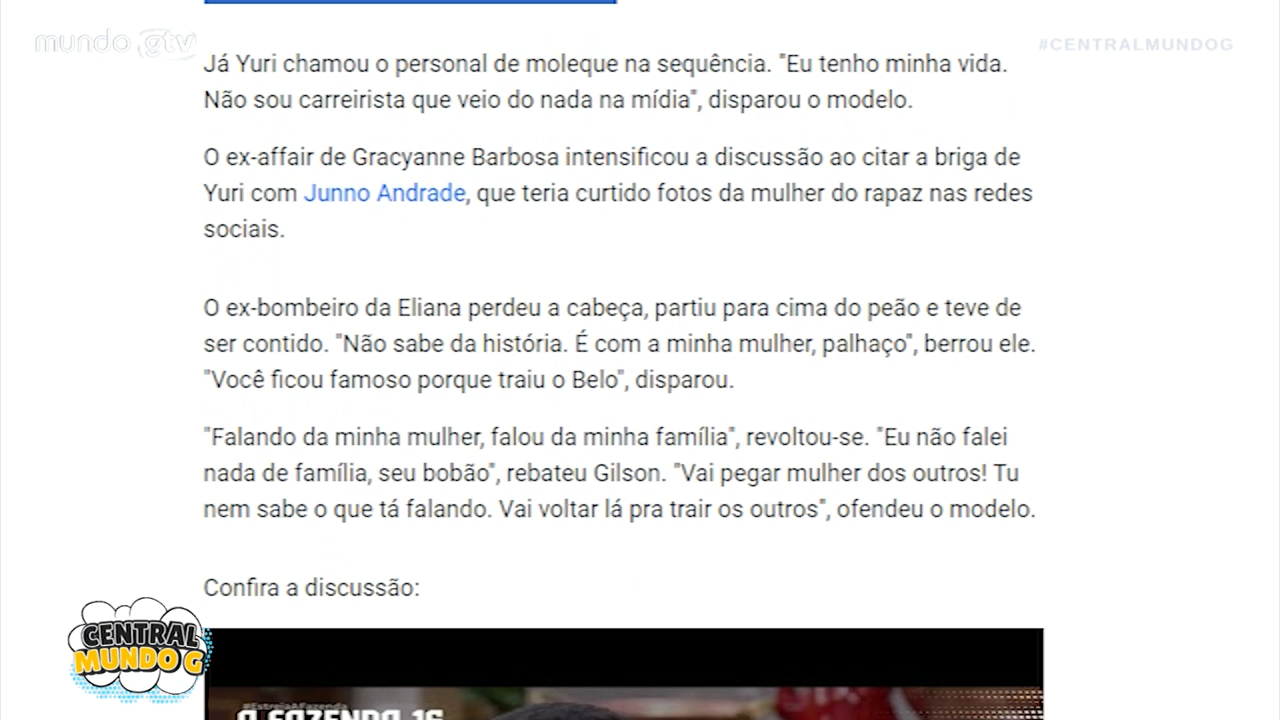 mundo gtv
#CENTRALMUNDOG
Já Yuri chamou o personal de moleque na sequência. "Eu tenho minha vida.
Não sou carreirista que veio do nada na mídia", disparou o modelo.
O ex-affair de Gracyanne Barbosa intensificou a discussão ao citar a briga de
Yuri com Junno Andrade, que teria curtido fotos da mulher do rapaz nas redes
sociais.
O ex-bombeiro da Eliana perdeu a cabeça, partiu para cima do peão e teve de
ser contido. "Não sabe da história. É com a minha mulher, palhaço", berrou ele.
"Você ficou famoso porque traiu o Belo", disparou.
"Falando da minha mulher, falou da minha família", revoltou-se. "Eu não falei
nada de família, seu bobão", rebateu Gilson. "Vai pegar mulher dos outros! Tu
nem sabe o que tá falando. Vai voltar lá pra trair os outros", ofendeu o modelo.
Confira a discussão:
CENTRAL
MUNDO G
#EstreiaAFazenda
A FAZENDA 16